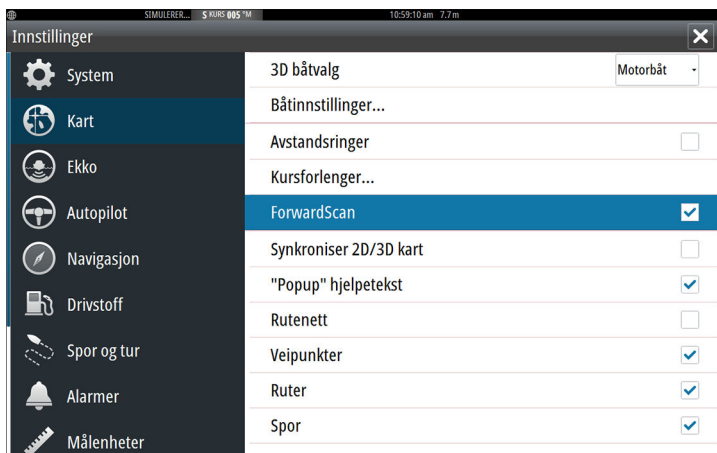 SIMULERER... S KURS 005 °M 10:59:10 am 7.7 m
Innstillinger
System
Kart
Ekko
Autopilot
Navigasjon
Drivstoff
Spor og tur
Alarmer
Målenheter
3D båtvalg Motorbåt
Båtinnstillinger...
Avstandsringer
Kursforlenger...
ForwardScan
Synkroniser 2D/3D kart
"Popup" hjelpetekst
Rutenett
Veipunkter
Ruter
Spor